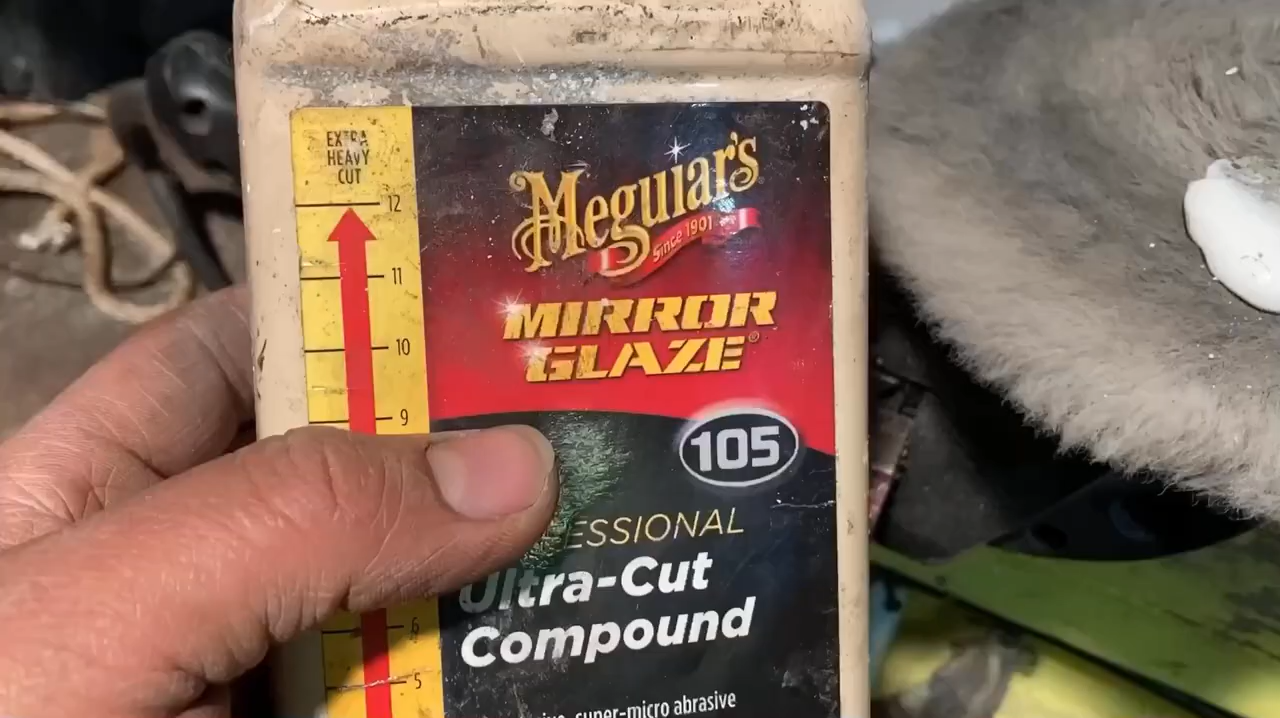 EXTRA
HEAVY
CUT
12
11
10
9
6
5
Meguiar's
Since 1901
MIRROR
GLAZE®
105
ESSIONAL
Ultra-Cut
Compound
super-micro abrasive